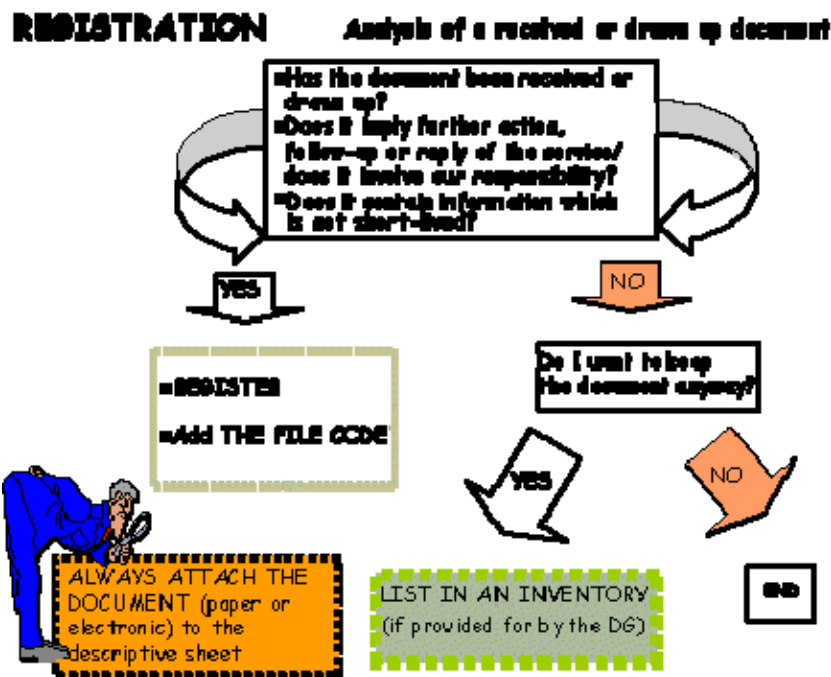 REGISTRATION Analysis of a received or drawn up document
▪Has the document been received or
drawn up?
▪Does it imply further action,
follow-up or reply of the service/
does it involve our responsibility?
▪Does it contain information which
is not short-lived?
YES
NO
▪REGISTER
▪Add THE FILE CODE
Do I want to keep
the document anyway?
YES
NO
ALWAYS ATTACH THE
DOCUMENT (paper or
electronic) to the
descriptive sheet
LIST IN AN INVENTORY
(if provided for by the DG)
END